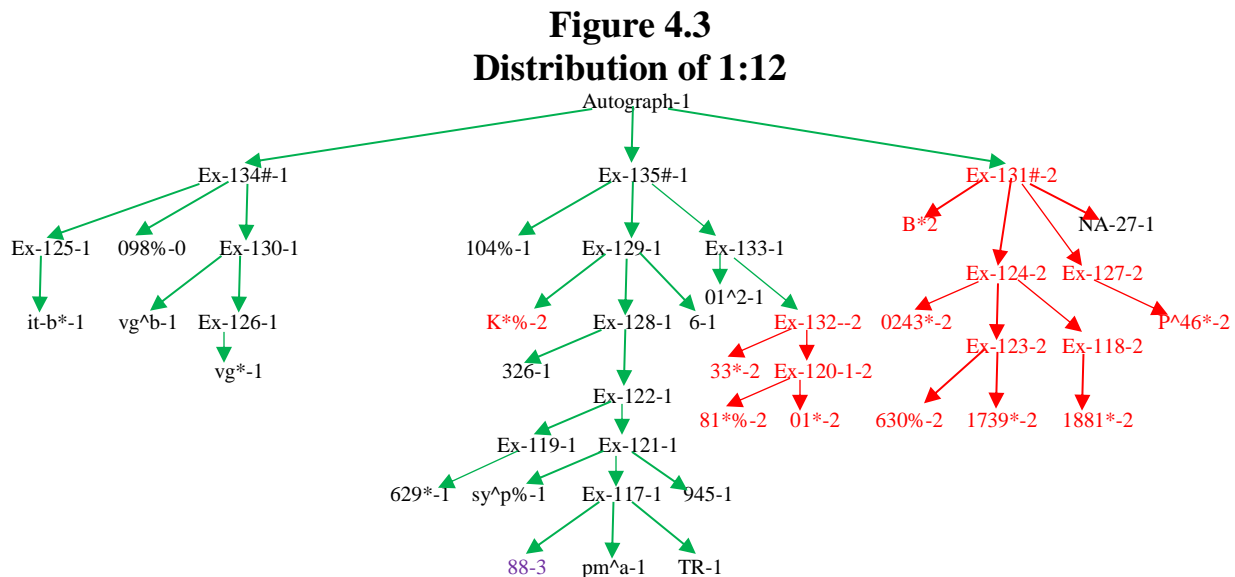 Figure 4.3
Distribution of 1:12
Autograph-1
Ex-134#-1 Ex-135#-1 Ex-131#-2
B*2 NA-27-1
Ex-125-1 098%-0 Ex-130-1 104%-1 Ex-129-1 Ex-133-1
Ex-124-2 Ex-127-2
01^2-1
it-b*-1 vg^b-1 Ex-126-1 K*%-2 Ex-128-1 6-1 Ex-132--2 0243*-2 P^46*-2
Ex-123-2 Ex-118-2
vg*-1 326-1 33*-2 Ex-120-1-2
Ex-122-1
81*%-2 01*-2 630%-2 1739*-2 1881*-2
Ex-119-1 Ex-121-1
629*-1 sy^p%-1 Ex-117-1 945-1
88-3 pm^a-1 TR-1